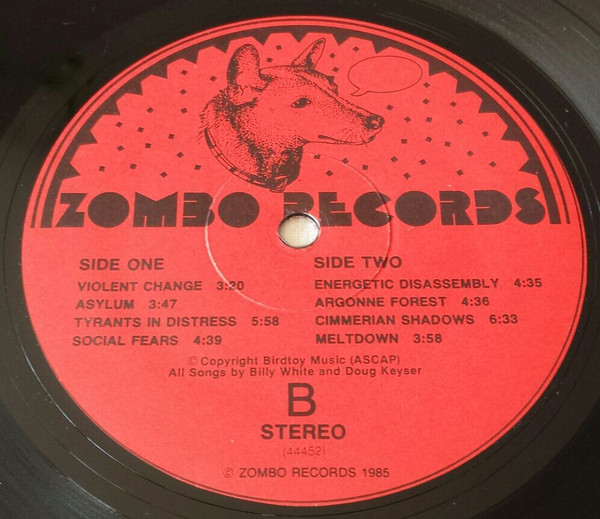 ZOMBO RECORDS
SIDE ONE
VIOLENT CHANGE 3:20
ASYLUM 3:47
TYRANTS IN DISTRESS 5:58
SOCIAL FEARS 4:39
SIDE TWO
ENERGETIC DISASSEMBLY 4:35
ARGONNE FOREST 4:36
CIMMERIAN SHADOWS 6:33
MELTDOWN 3:58
© Copyright Birdtoy Music (ASCAP)
All Songs by Billy White and Doug Keyser
B
STEREO
(44452)
℗ ZOMBO RECORDS 1985